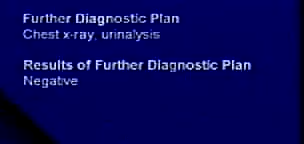 Further Diagnostic Plan
Chest x-ray, urinalysis
Results of Further Diagnostic Plan
Negative